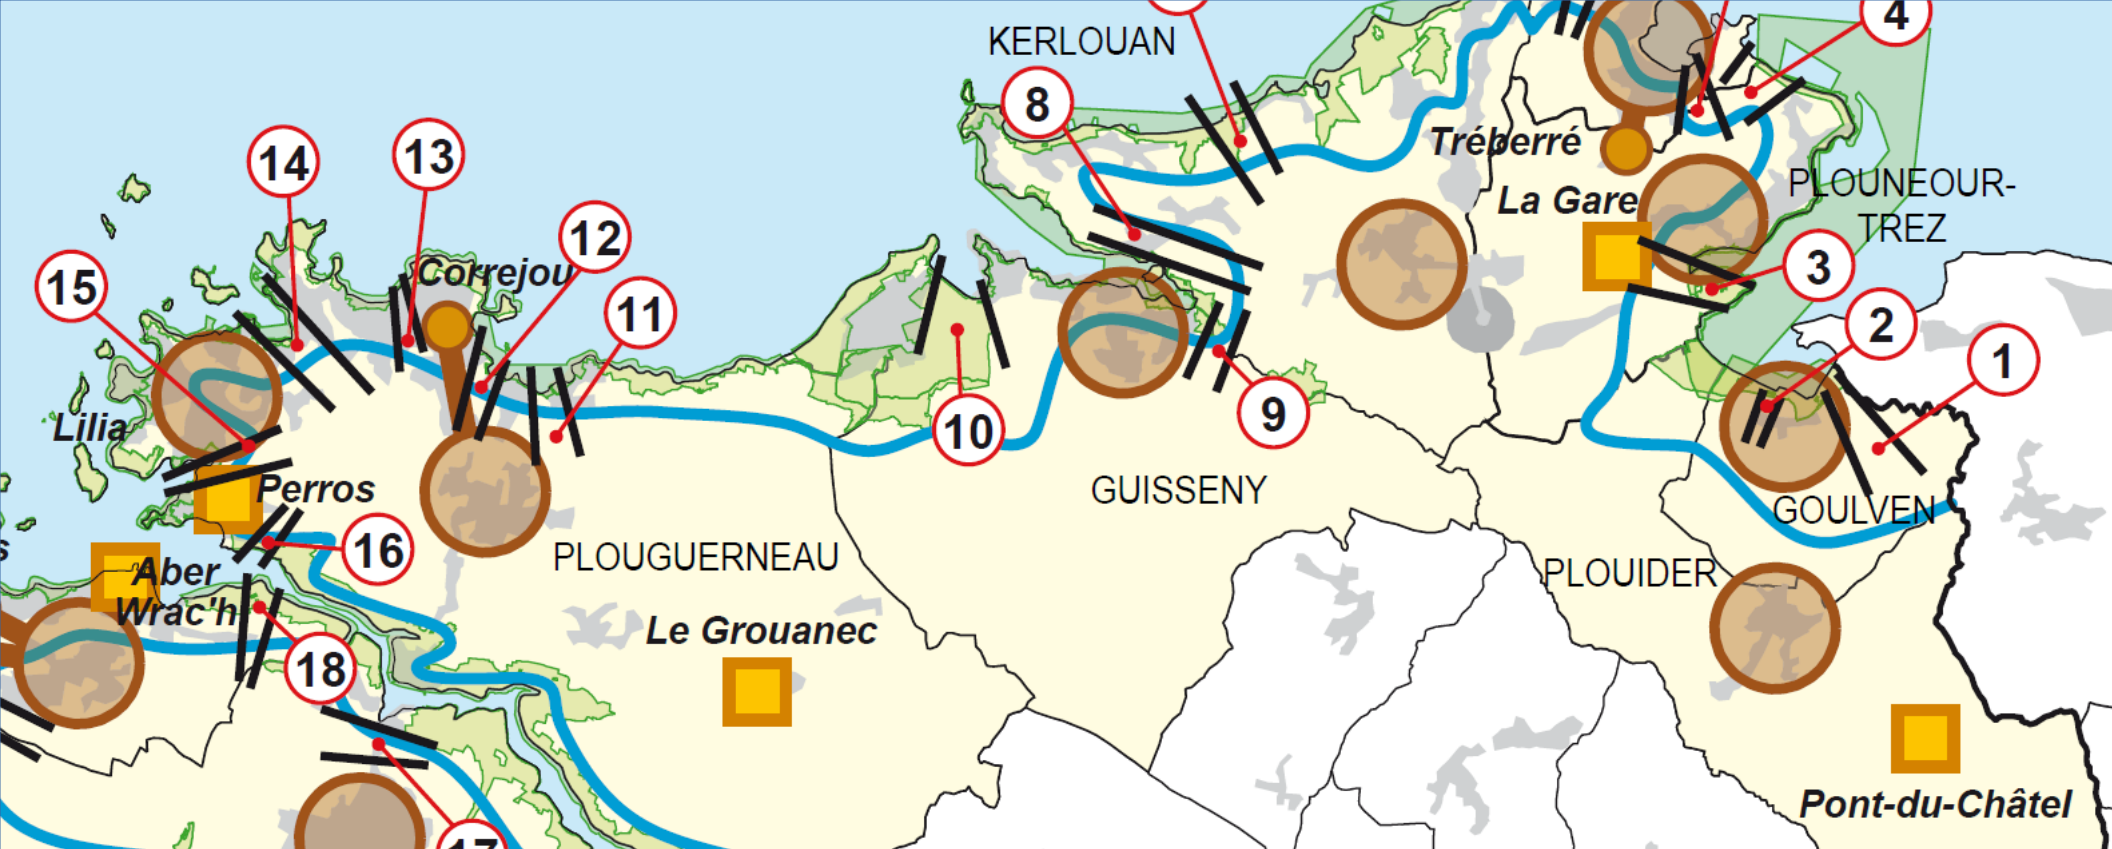 4
KERLOUAN
8
Tréberré
13
14
PLOUNEOUR-
TREZ
La Gare
12
Correjou
3
15
11
2
1
Lilia
9
10
Perros
GUISSENY
GOULVEN
16
PLOUGUERNEAU
PLOUIDER
Aber
Wrac'h
Le Grouanec
18
Pont-du-Châtel
17